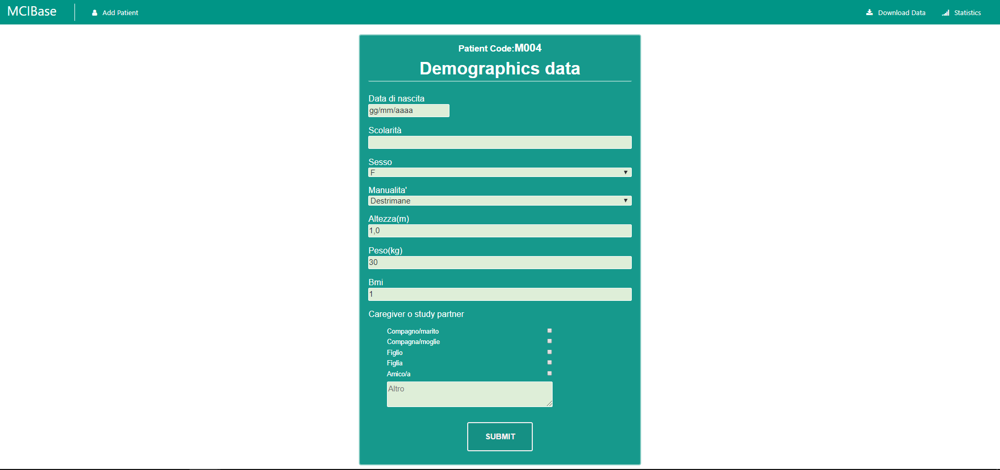 MCIBase
Add Patient
Download Data
Statistics
Patient Code:M004
Demographics data
Data di nascita
gg/mm/aaaa
Scolarità
Sesso
F
Manualita'
Destrimane
Altezza(m)
1,0
Peso(kg)
30
Bmi
1
Caregiver o study partner
Compagno/marito
Compagna/moglie
Figlio
Figlia
Amico/a
Altro
SUBMIT